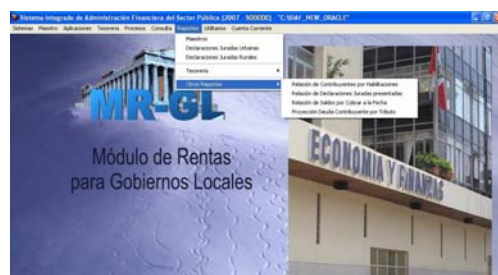 Sistema Integrado de Administración Financiera del Sector Público (2007 - 500000) - "C:\SIAF_NEW_ORACLE"
Sistemas Maestro Aplicaciones Tesorería Procesos Consulta Reportes Utilitarios Cuenta Corriente
Maestros
Declaraciones Juradas Urbanas
Declaraciones Juradas Rurales
Tesorería
Otros Reportes
Relación de Contribuyentes por Habilitaciones
Relación de Declaraciones Juradas presentadas
Relación de Saldos por Cobrar a la Fecha
Proyección Deuda Contribuyente por Tributo
MR-GL
Módulo de Rentas
para Gobiernos Locales
ECONOMIA Y FINANZAS